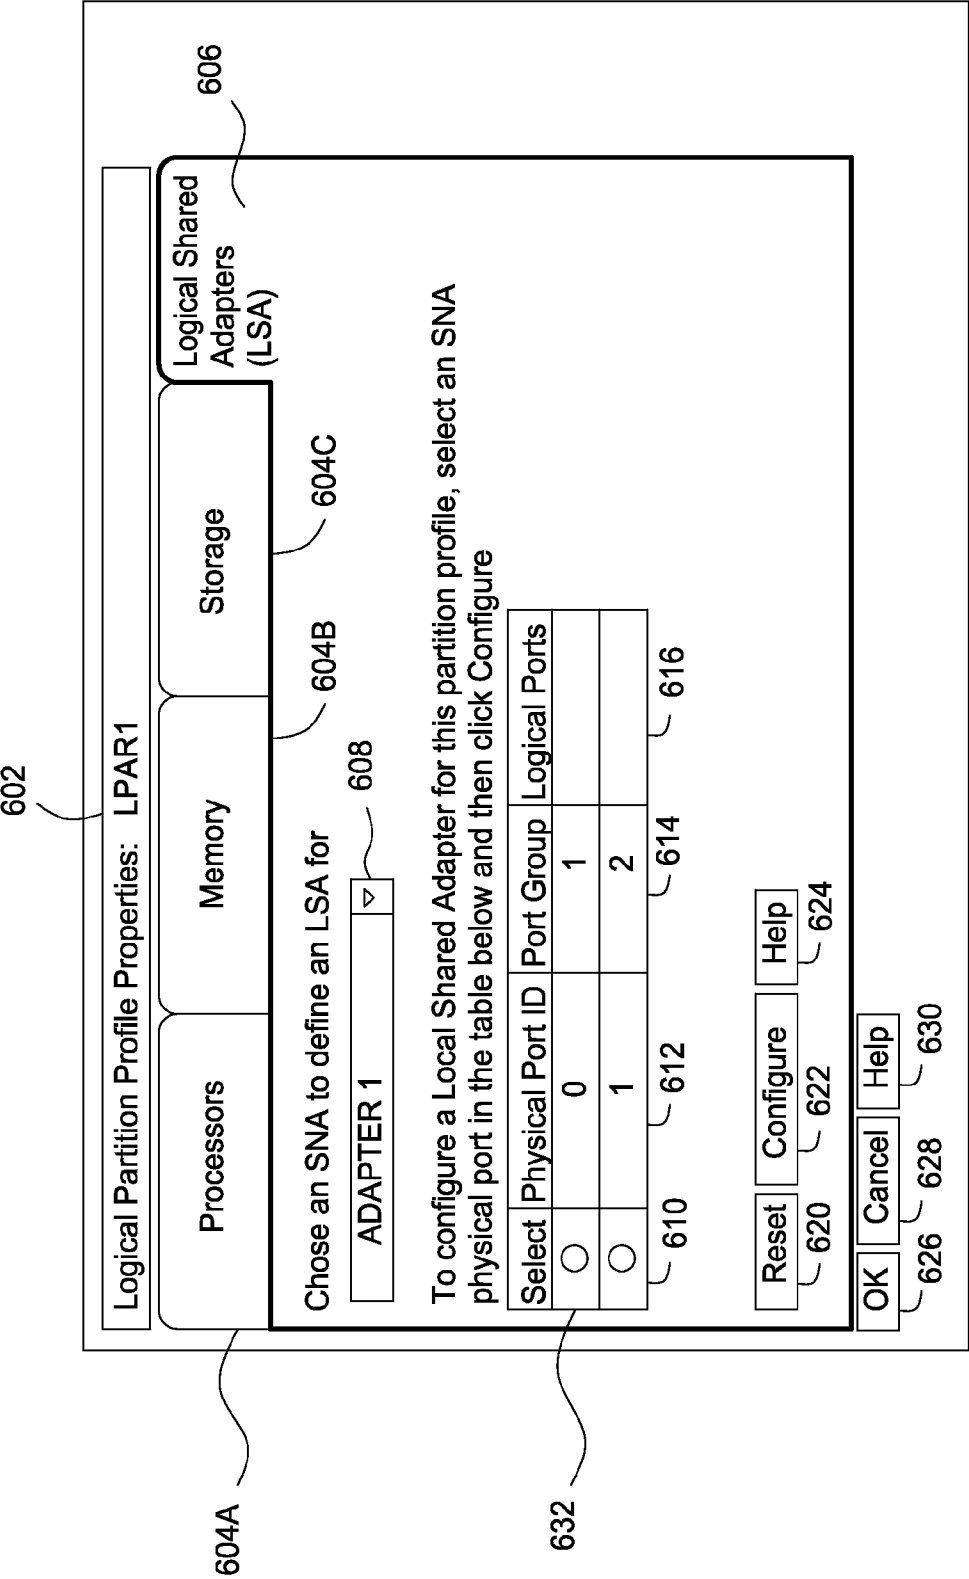 602
Logical Partition Profile Properties: LPAR1
Processors
Memory
Storage
Logical Shared
Adapters
(LSA)
606
604A
604B
604C
Chose an SNA to define an LSA for
ADAPTER 1
608
To configure a Local Shared Adapter for this partition profile, select an SNA
physical port in the table below and then click Configure
Select Physical Port ID Port Group Logical Ports
0 1
1 2
632
610 612 614 616
Reset Configure Help
620 622 624
OK Cancel Help
626 628 630